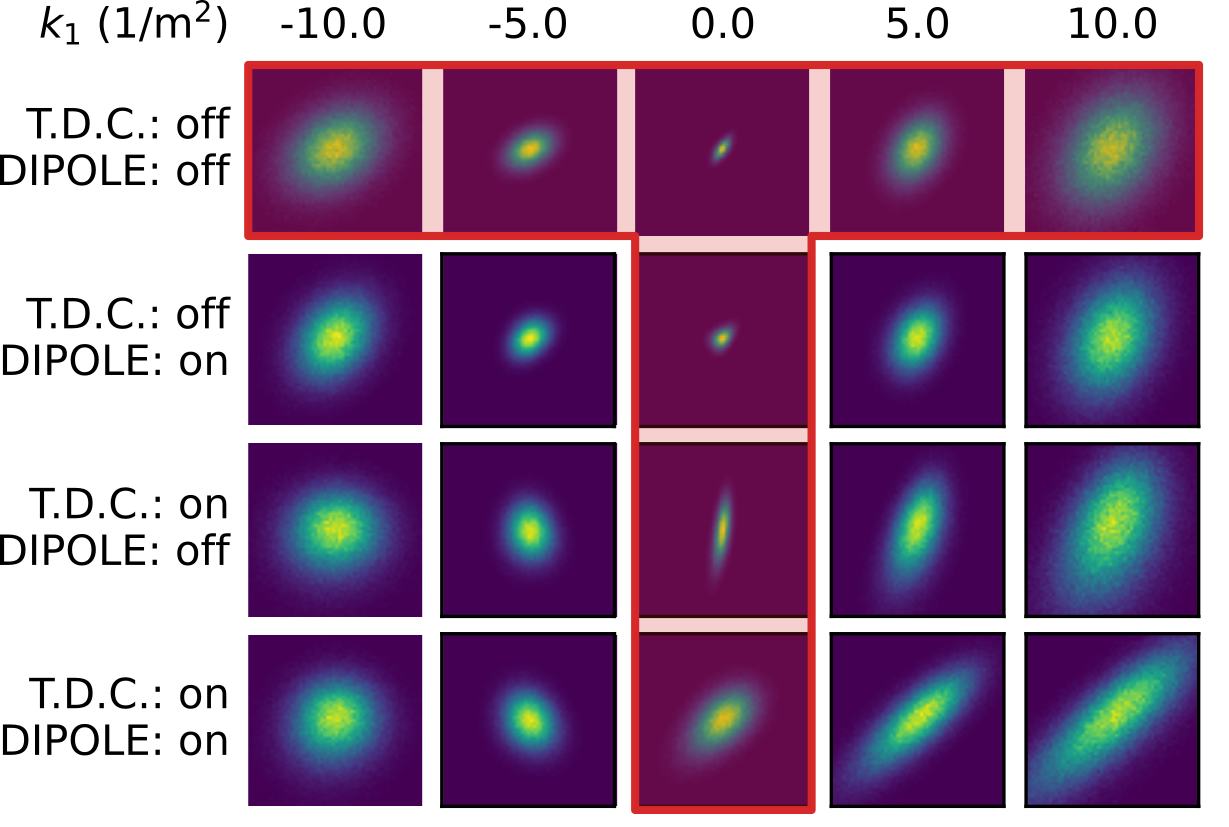 k₁ (1/m²) -10.0 -5.0 0.0 5.0 10.0
T.D.C.: off
DIPOLE: off
T.D.C.: off
DIPOLE: on
T.D.C.: on
DIPOLE: off
T.D.C.: on
DIPOLE: on